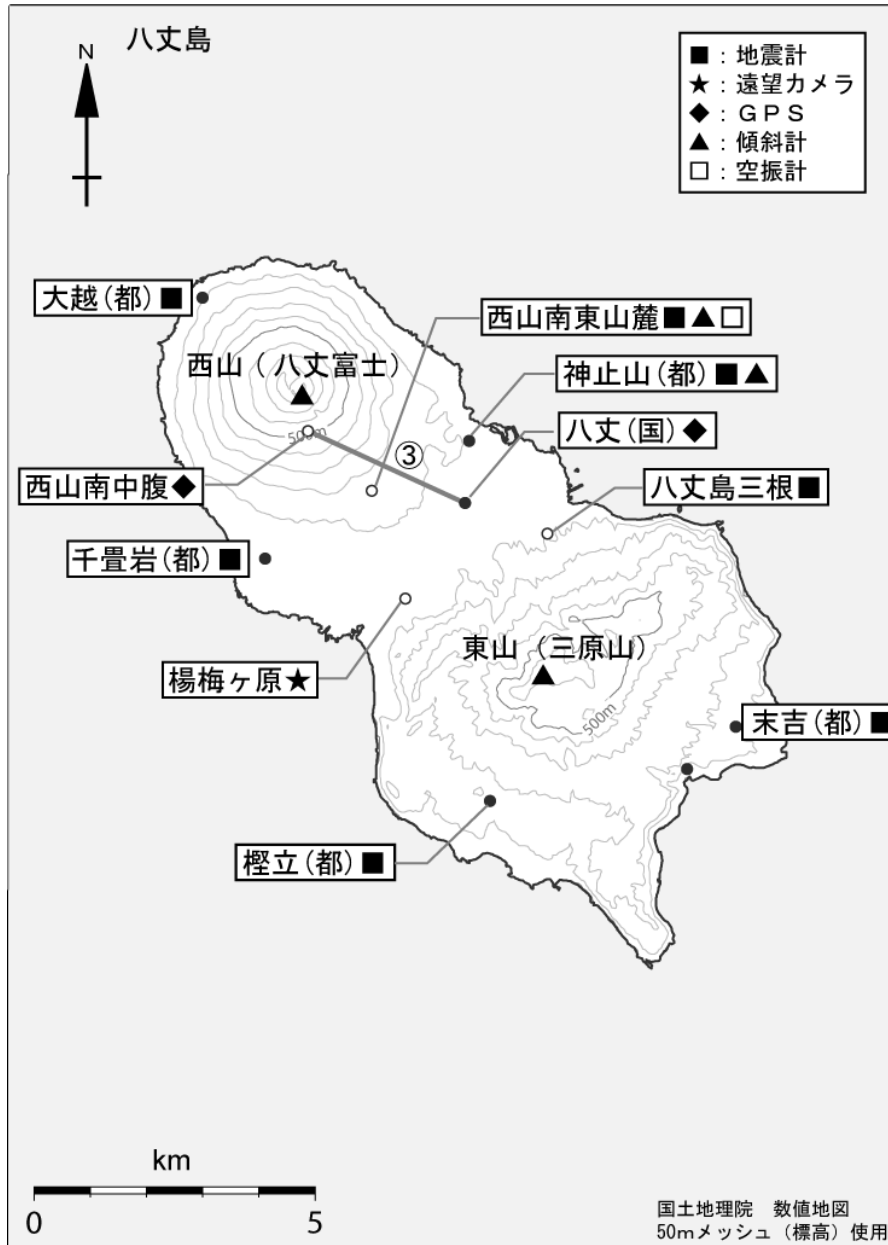 八丈島
N
■：地震計
★：遠望カメラ
◆：ＧＰＳ
▲：傾斜計
□：空振計
大越(都)■
西山南東山麓■▲□
西山（八丈富士）
神止山(都)■▲
八丈(国)◆
500m
③
西山南中腹◆
八丈島三根■
千畳岩(都)■
東山（三原山）
楊梅ヶ原★
500m
末吉(都)■
樫立(都)■
km
0 5
国土地理院　数値地図
50mメッシュ（標高）使用